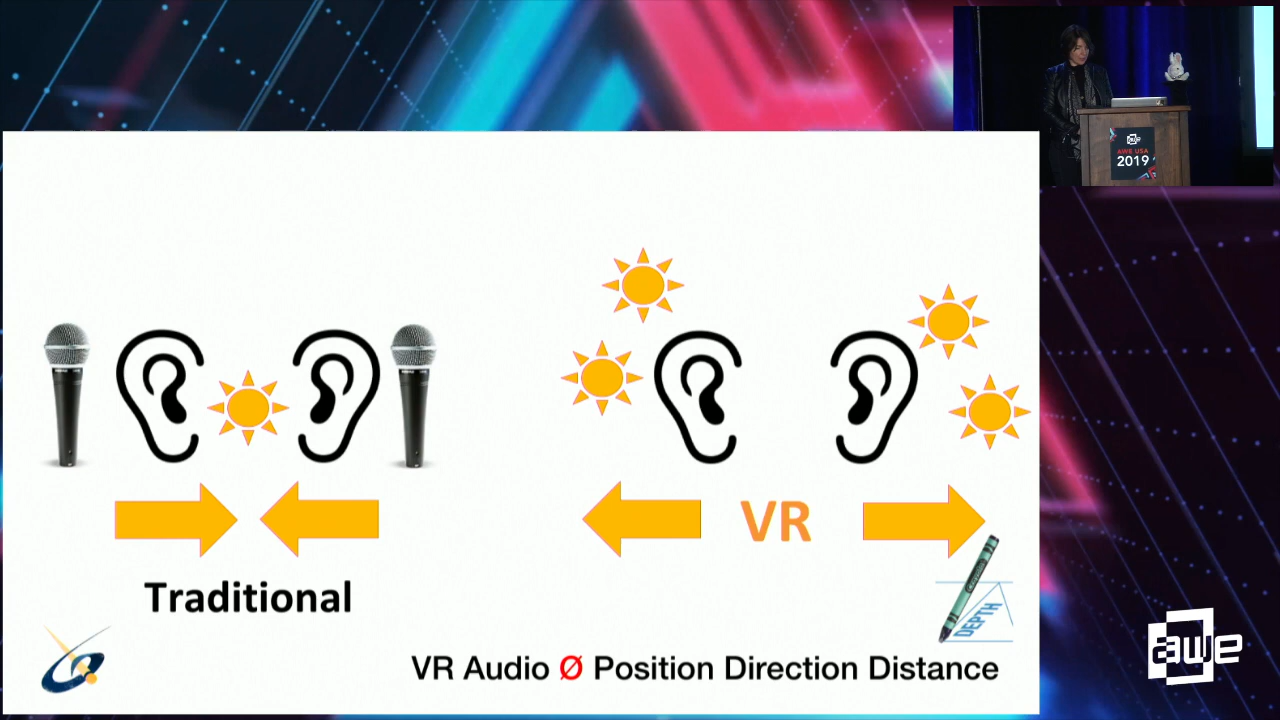 AWE USA
2019
VR
Traditional
DEPTH
VR Audio Ø Position Direction Distance
awe